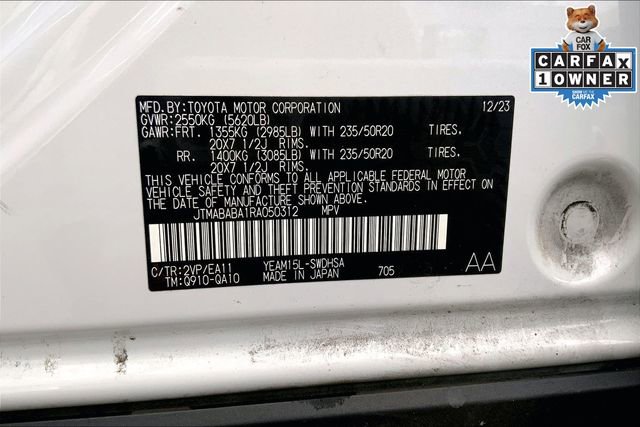 CAR
FOX
CARFAX
1 OWNER
SHOW ME THE
CARFAX
MFD.BY:TOYOTA MOTOR CORPORATION 12/23
GVWR:2550KG (5620LB)
GAWR:FRT. 1355KG (2985LB) WITH 235/50R20 TIRES.
20X7 1/2J RIMS.
RR. 1400KG (3085LB) WITH 235/50R20 TIRES.
20X7 1/2J RIMS.
THIS VEHICLE CONFORMS TO ALL APPLICABLE FEDERAL MOTOR
VEHICLE SAFETY AND THEFT PREVENTION STANDARDS IN EFFECT ON
THE DATE OF MANUFACTURE SHOWN ABOVE.
JTMABABA1RA050312 MPV
C/TR:2VP/EA11 YEAM15L-SWDHSA
TM:Q910-QA10 MADE IN JAPAN 705 AA